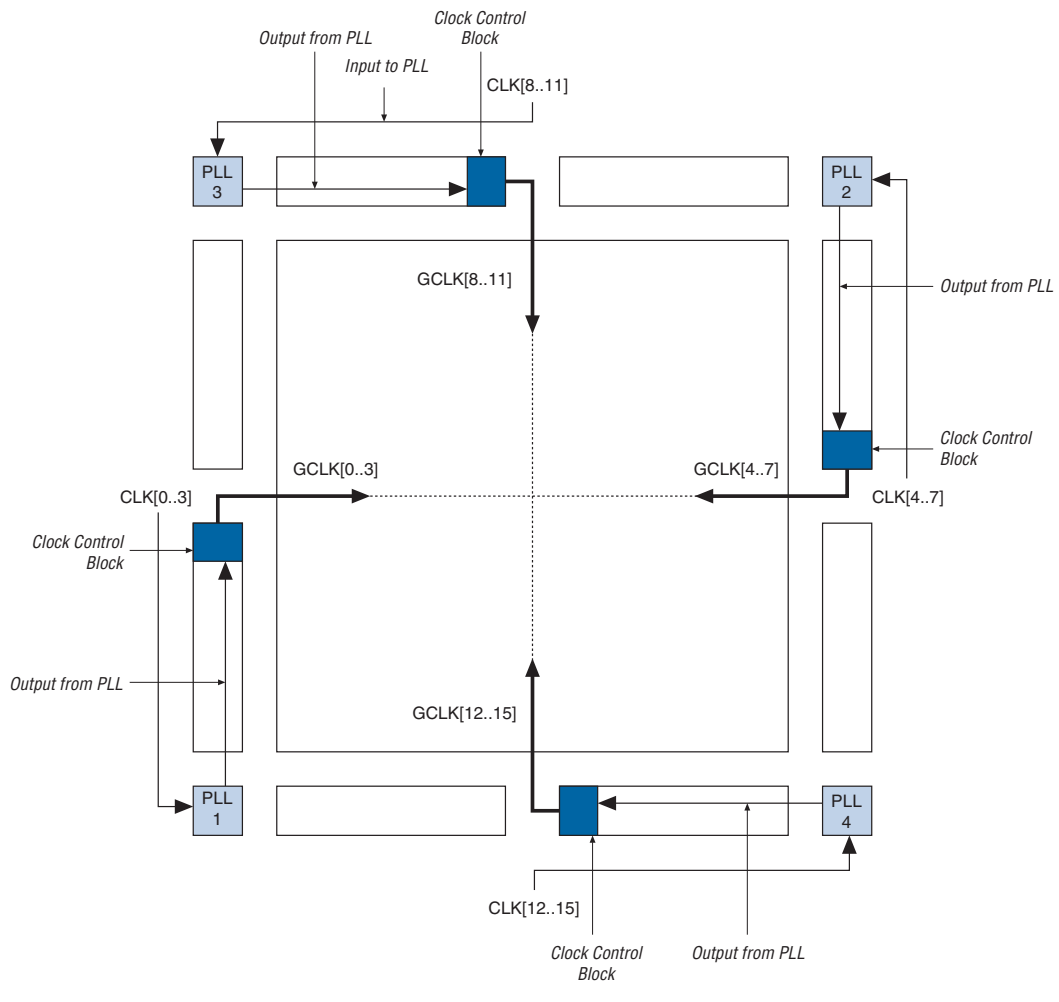 Clock Control
Block
Output from PLL
Input to PLL
CLK[8..11]
PLL
3
PLL
2
GCLK[8..11]
Output from PLL
Clock Control
Block
GCLK[0..3]
GCLK[4..7]
CLK[0..3]
CLK[4..7]
Clock Control
Block
Output from PLL
GCLK[12..15]
PLL
1
PLL
4
CLK[12..15]
Clock Control
Block
Output from PLL